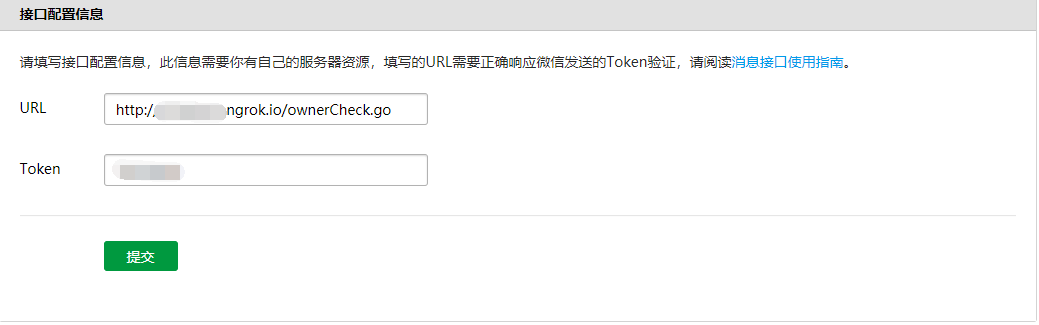 接口配置信息
请填写接口配置信息，此信息需要你有自己的服务器资源，填写的URL需要正确响应微信发送的Token验证，请阅读消息接口使用指南。
URL http:/ ngrok.io/ownerCheck.go
Token
提交